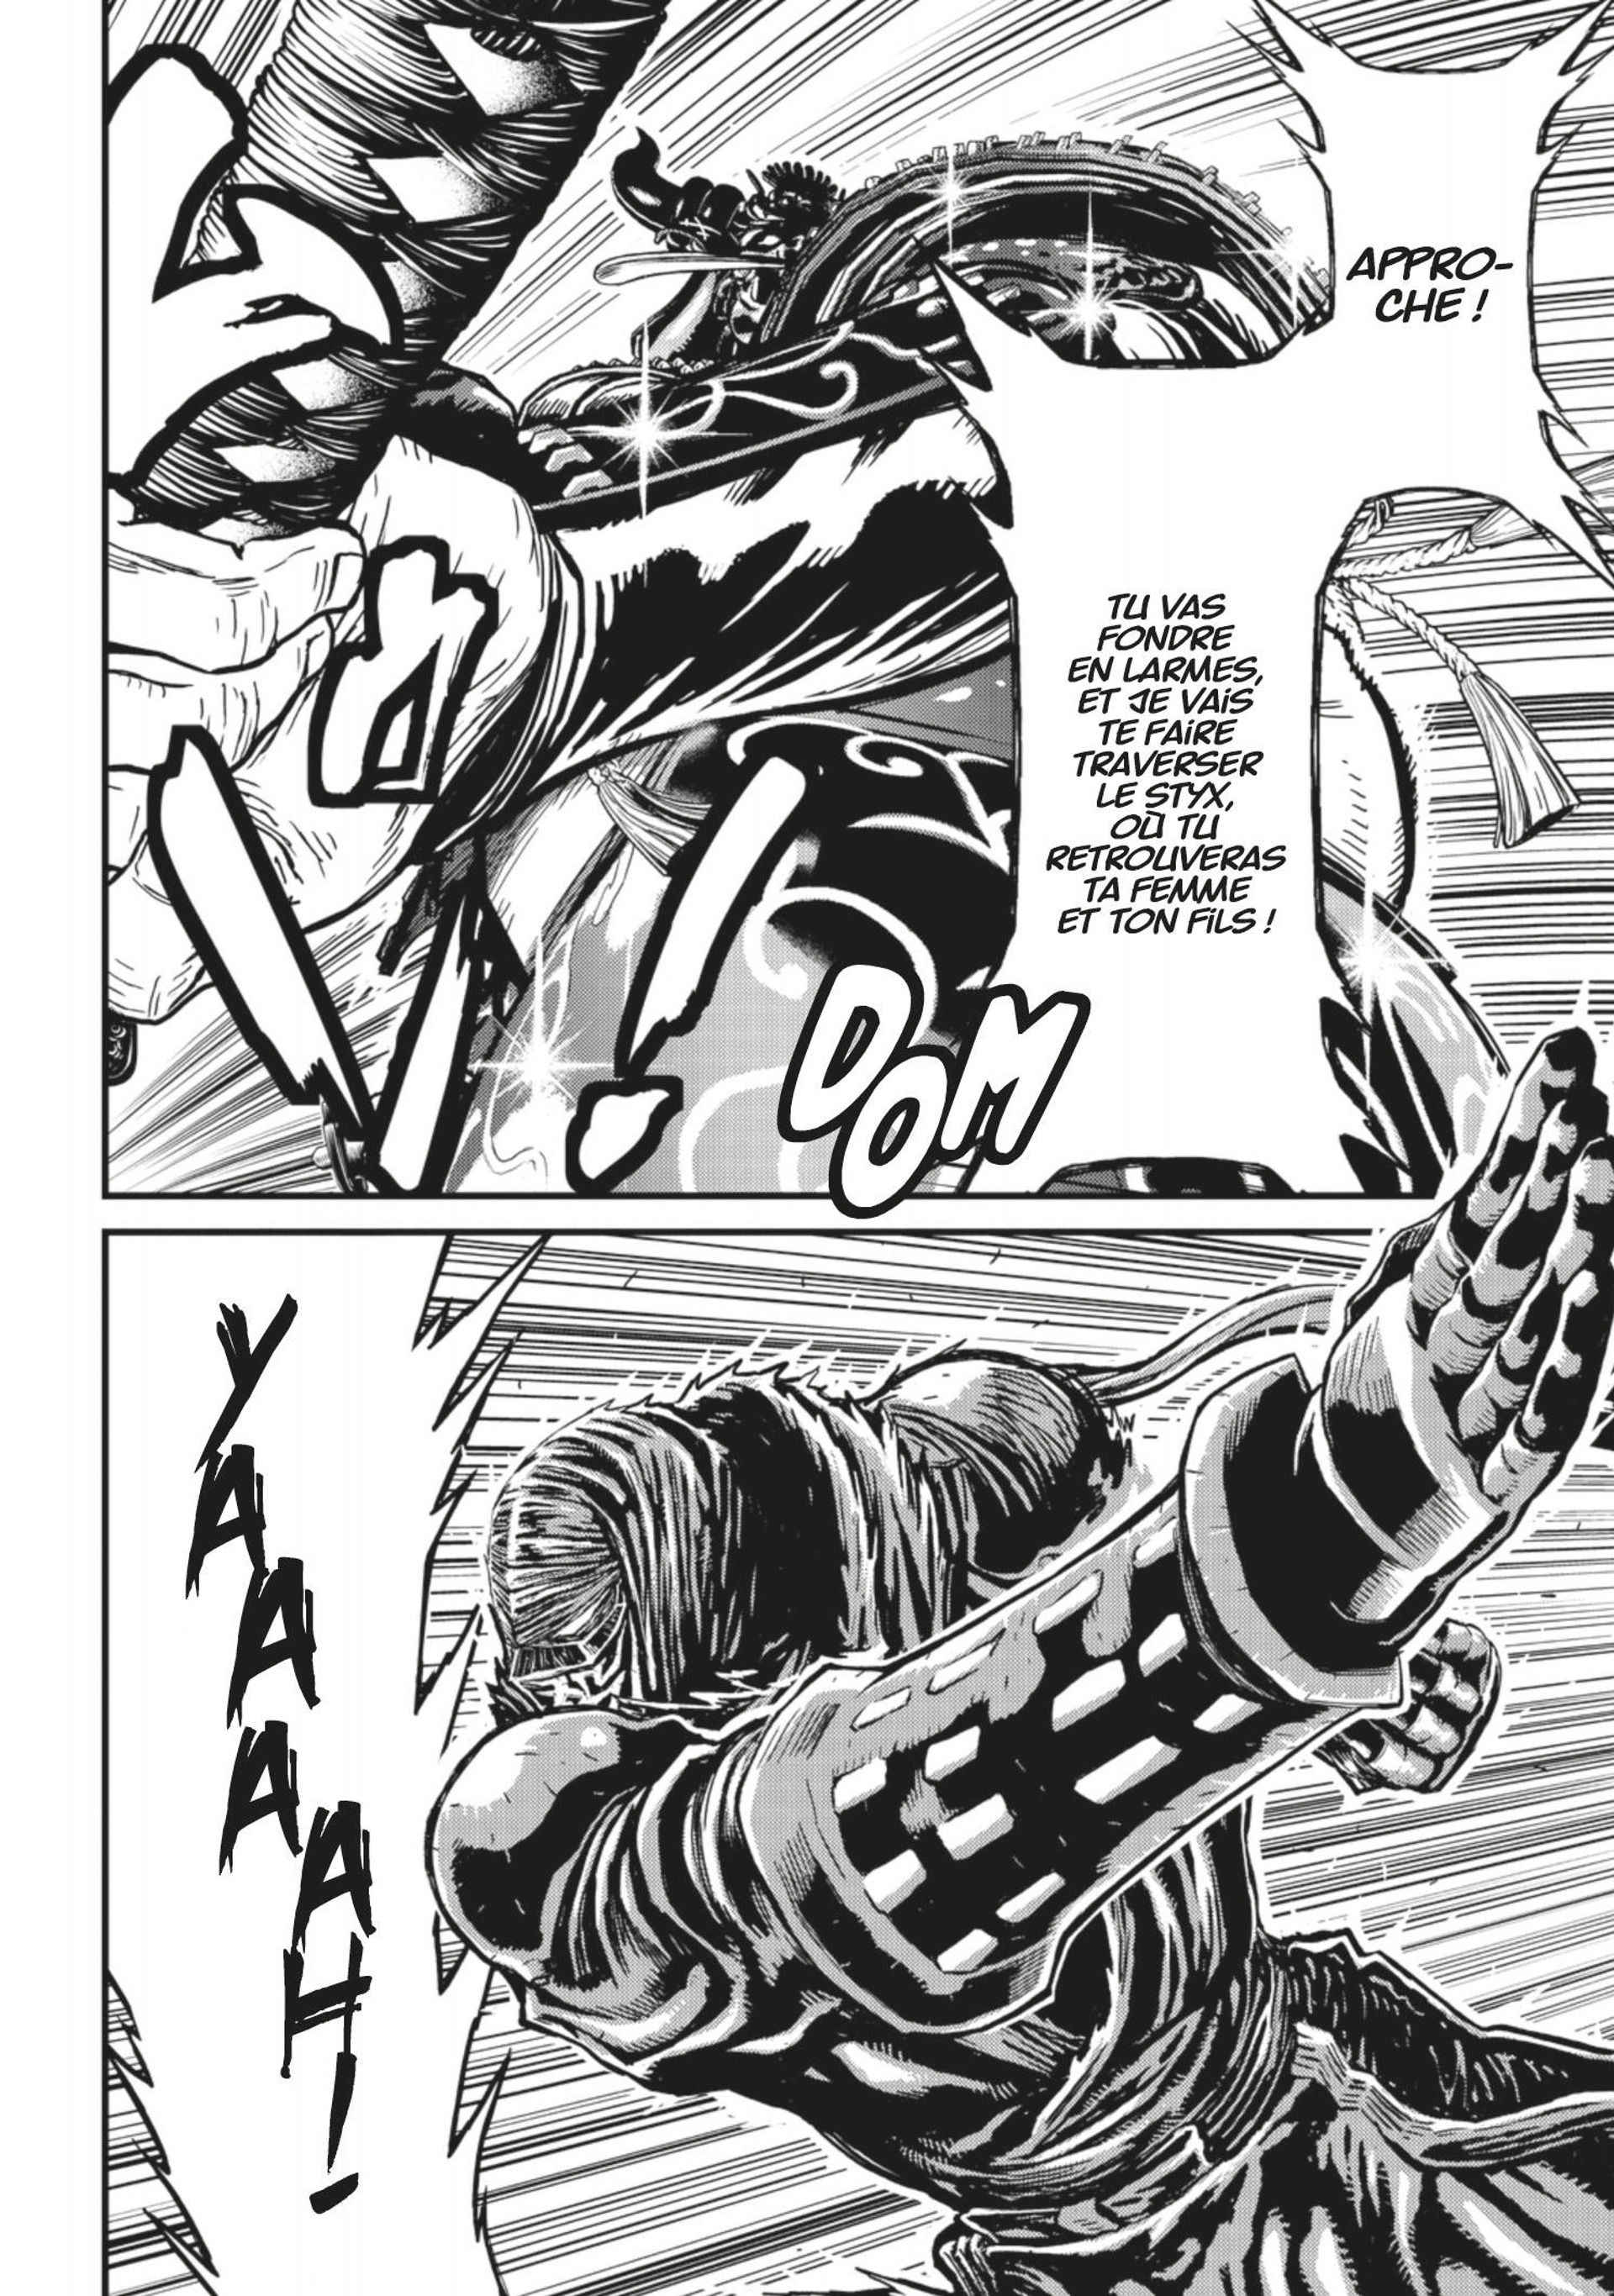 APPRO-
CHE !
TU VAS
FONDRE
EN LARMES,
ET JE VAIS
TE FAIRE
TRAVERSER
LE STYX,
OÙ TU
RETROUVERAS
TA FEMME
ET TON FILS !
DOM
YAAAAAH !